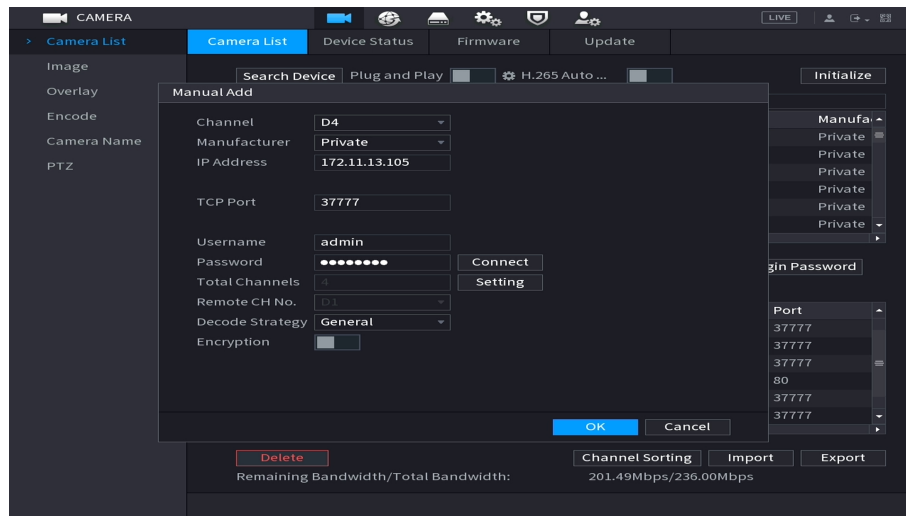 CAMERA
LIVE
> Camera List
Camera List Device Status Firmware Update
Image
Search Device Plug and Play H.265 Auto ... Initialize
Overlay
Manual Add
Encode
Channel D4
Manufa
Camera Name
Manufacturer Private
Private
IP Address 172.11.13.105
Private
PTZ
Private
Private
TCP Port 37777
Private
Private
Username admin
Password ●●●●●●●● Connect
gin Password
Total Channels 4 Setting
Remote CH No. D1
Port
Decode Strategy General
37777
Encryption
37777
37777
80
37777
37777
OK Cancel
Delete Channel Sorting Import Export
Remaining Bandwidth/Total Bandwidth: 201.49Mbps/236.00Mbps